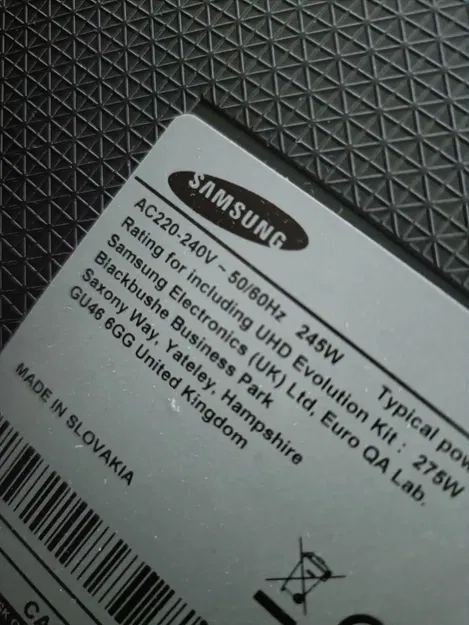 SAMSUNG
AC220-240V ~ 50/60Hz 245W Typical
Rating for including UHD Evolution Kit : 275W
Samsung Electronics (UK) Ltd, Euro QA Lab.
Blackbushe Business Park
Saxony Way, Yateley, Hampshire
GU46 6GG United Kingdom
MADE IN SLOVAKIA